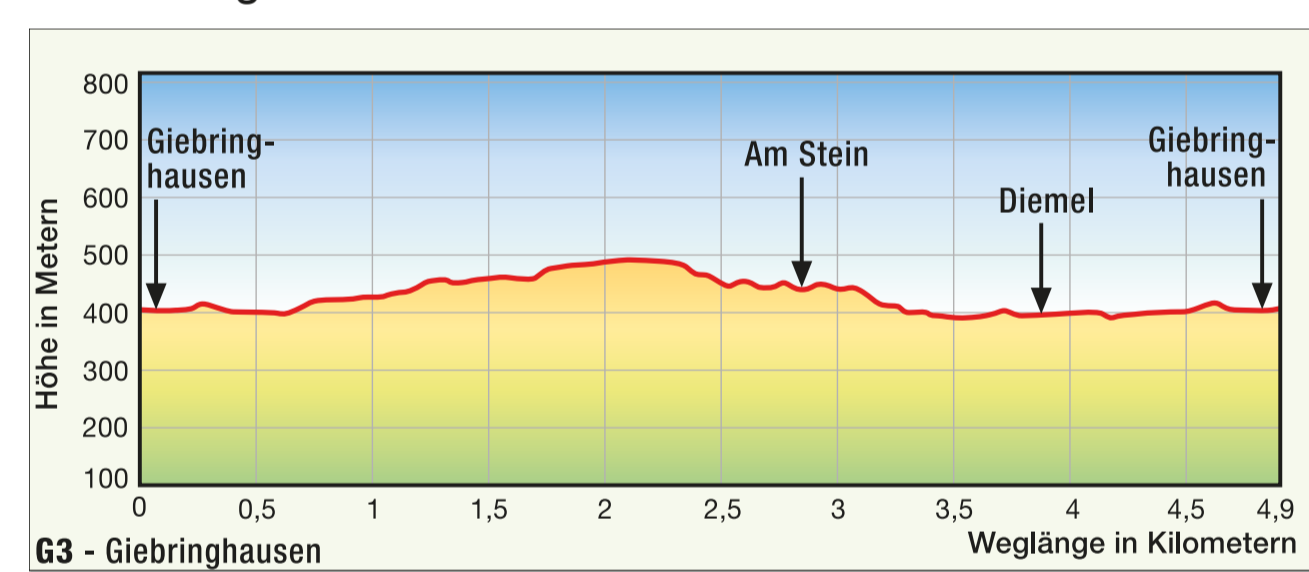 800
700
600
500
400
300
200
100
Höhe in Metern
Giebring-
hausen
Am Stein
Diemel
Giebring-
hausen
0 0,5 1 1,5 2 2,5 3 3,5 4 4,5 4,9
Weglänge in Kilometern
G3 - Giebringhausen